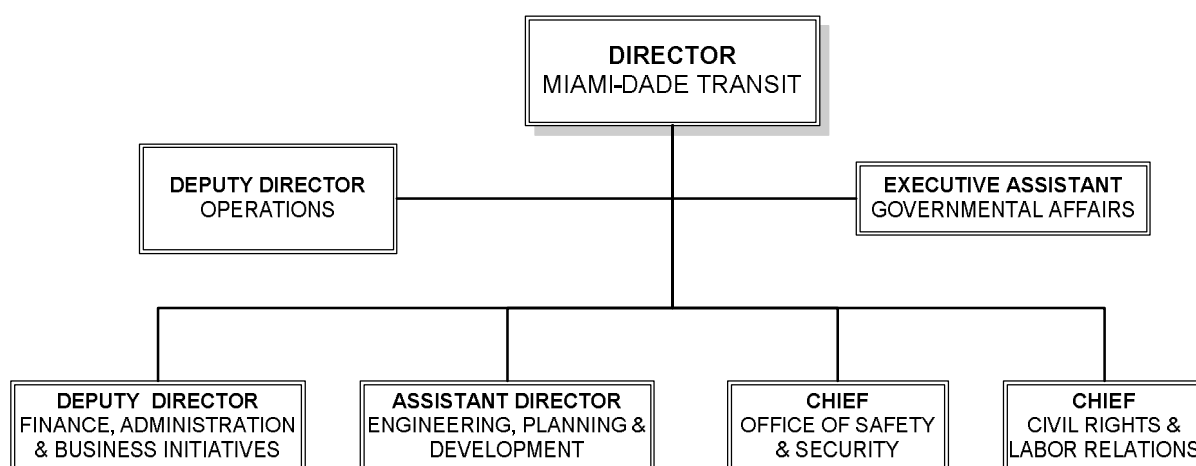 DIRECTOR
MIAMI-DADE TRANSIT
DEPUTY DIRECTOR
OPERATIONS
EXECUTIVE ASSISTANT
GOVERNMENTAL AFFAIRS
DEPUTY DIRECTOR
FINANCE, ADMINISTRATION
& BUSINESS INITIATIVES
ASSISTANT DIRECTOR
ENGINEERING, PLANNING &
DEVELOPMENT
CHIEF
OFFICE OF SAFETY
& SECURITY
CHIEF
CIVIL RIGHTS &
LABOR RELATIONS